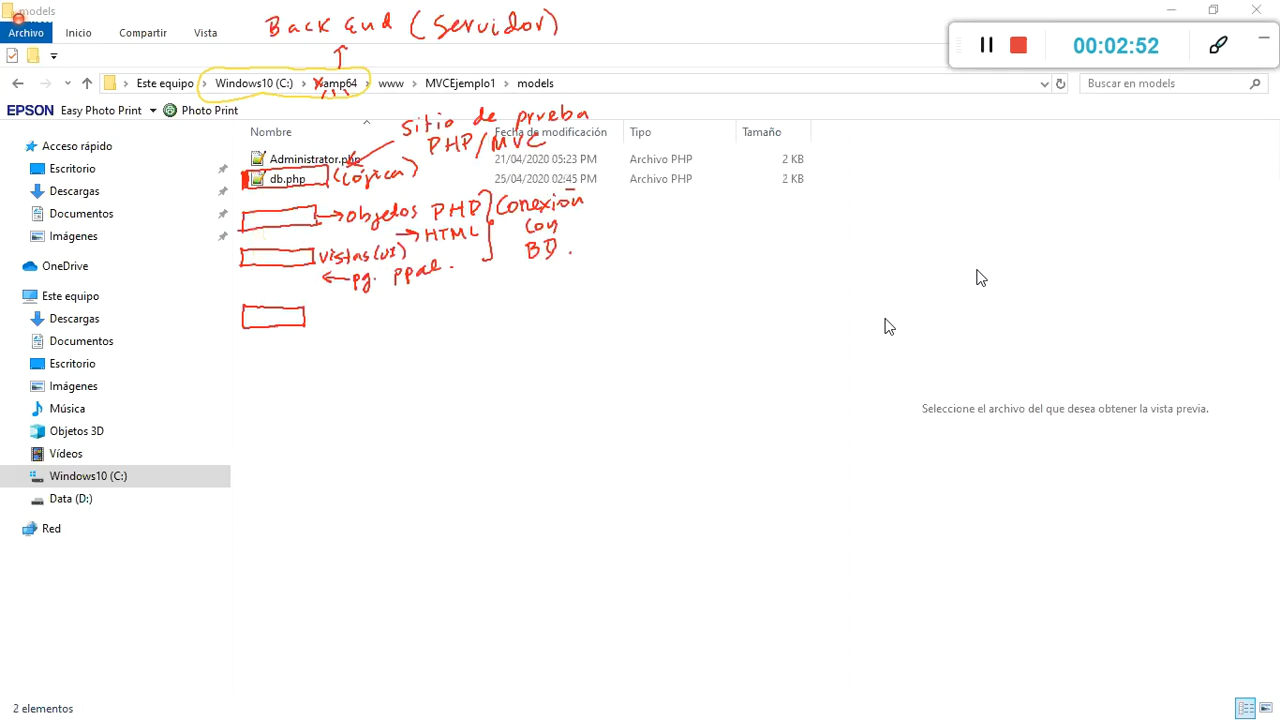 models
Back end (Servidor)
Archivo Inicio Compartir Vista
00:02:52
Este equipo Windows10 (C:) wamp64 www MVCEjemplo1 models
Buscar en models
EPSON Easy Photo Print Photo Print
sitio de prueba
PHP/MVC
Nombre Fecha de modificación Tipo Tamaño
Administrator.php 21/04/2020 05:23 PM Archivo PHP 2 KB
db.php (Lógica) 25/04/2020 02:45 PM Archivo PHP 2 KB
objetos PHP
HTML
Conexión
con
BD.
vistas (UI)
pg. ppal.
Acceso rápido
Escritorio
Descargas
Documentos
Imágenes
OneDrive
Este equipo
Descargas
Documentos
Escritorio
Imágenes
Música
Objetos 3D
Vídeos
Windows10 (C:)
Data (D:)
Red
Seleccione el archivo del que desea obtener la vista previa.
2 elementos